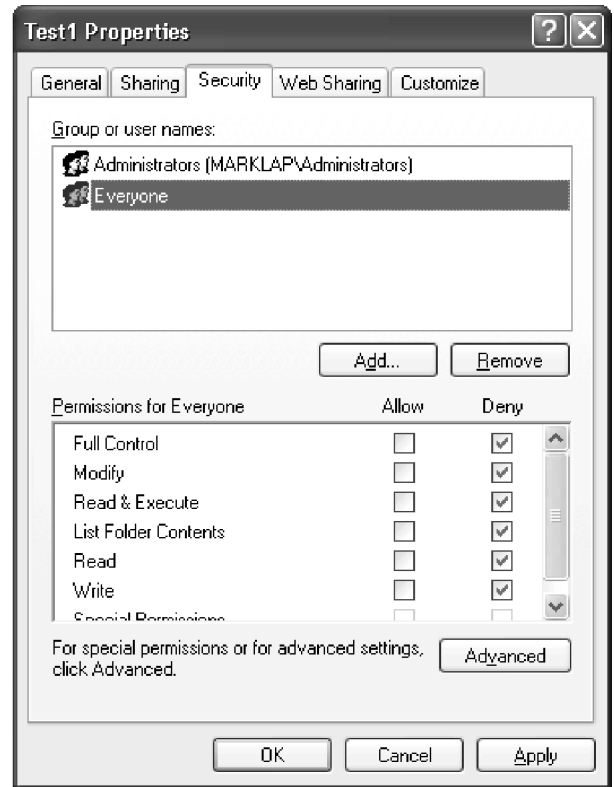 Test1 Properties
General Sharing Security Web Sharing Customize
Group or user names:
Administrators (MARKLAP\Administrators)
Everyone
Add... Remove
Permissions for Everyone Allow Deny
Full Control
Modify
Read & Execute
List Folder Contents
Read
Write
Special Permissions
For special permissions or for advanced settings,
click Advanced.
Advanced
OK Cancel Apply